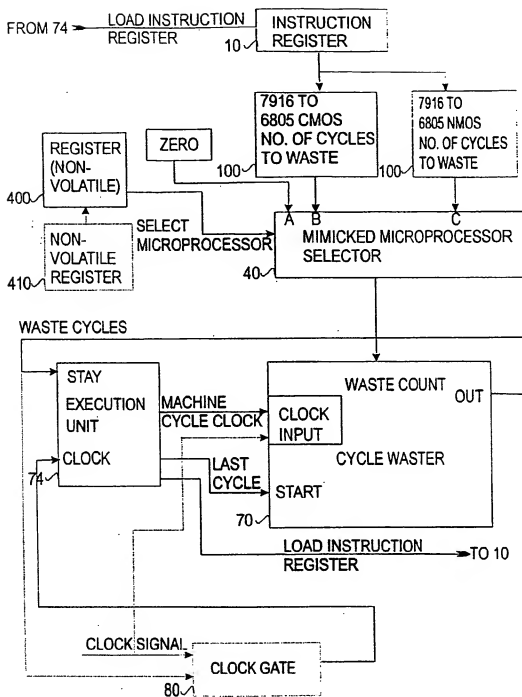 FROM 74
LOAD INSTRUCTION
REGISTER
INSTRUCTION
REGISTER
10
7916 TO
6805 CMOS
NO. OF CYCLES
TO WASTE
100
7916 TO
6805 NMOS
NO. OF CYCLES
TO WASTE
100
ZERO
REGISTER
(NON-
VOLATILE)
400
NON-
VOLATILE
REGISTER
410
SELECT
MICROPROCESSOR
A
B
C
MIMICKED MICROPROCESSOR
SELECTOR
40
WASTE CYCLES
STAY
EXECUTION
UNIT
CLOCK
74
MACHINE
CYCLE CLOCK
LAST
CYCLE
WASTE COUNT
OUT
CLOCK
INPUT
CYCLE WASTER
START
70
LOAD INSTRUCTION
REGISTER
TO 10
CLOCK SIGNAL
CLOCK GATE
80